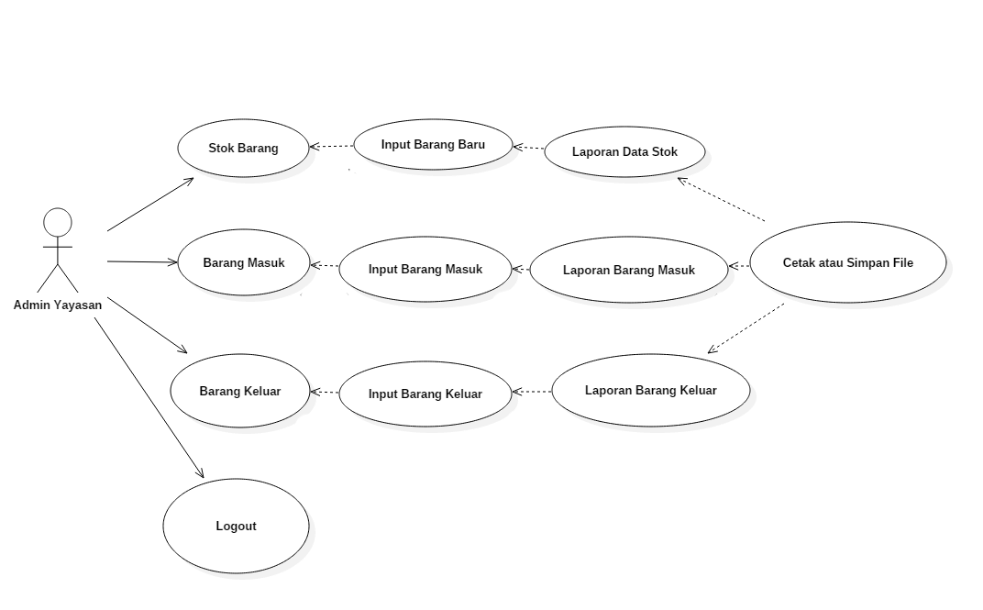 Stok Barang
Input Barang Baru
Laporan Data Stok
Barang Masuk
Input Barang Masuk
Laporan Barang Masuk
Cetak atau Simpan File
Admin Yayasan
Barang Keluar
Input Barang Keluar
Laporan Barang Keluar
Logout